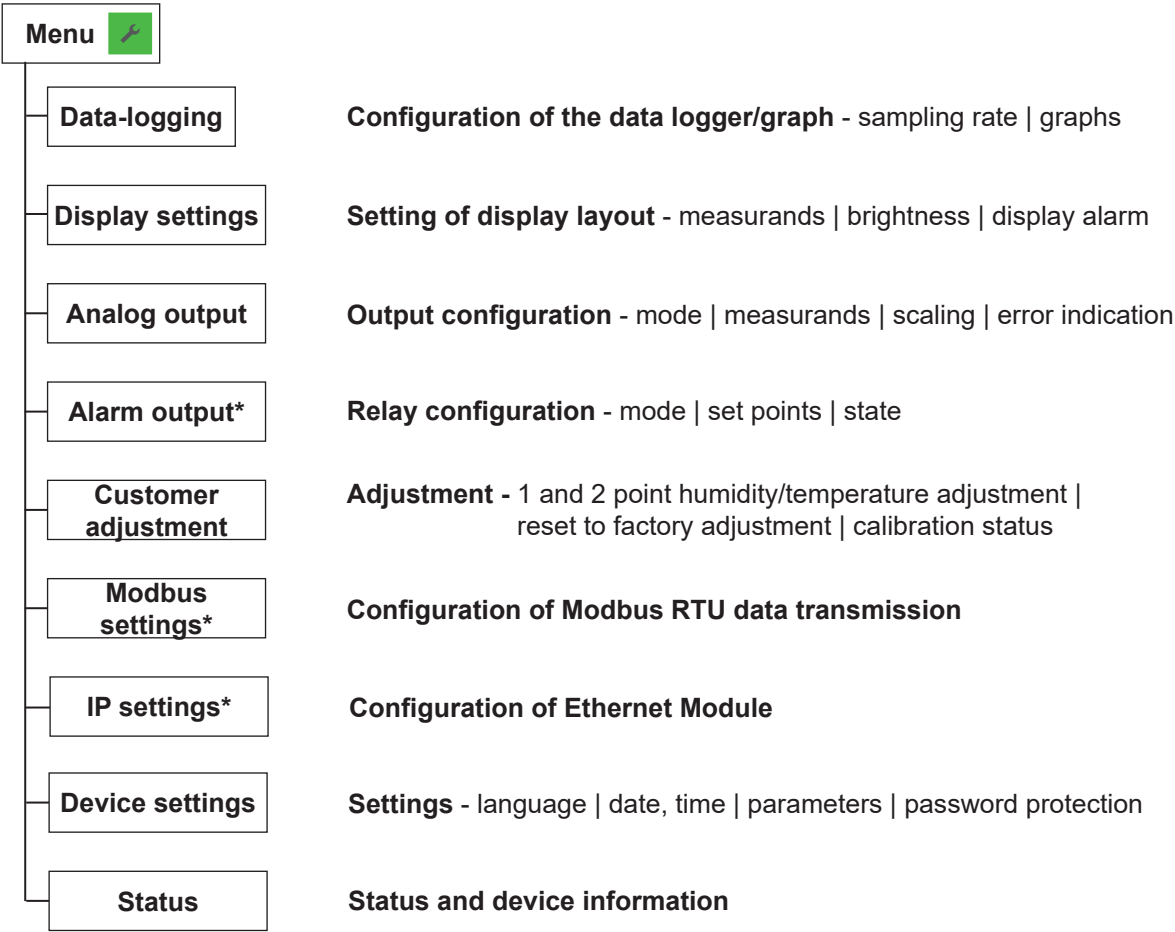 Menu
Data-logging
Configuration of the data logger/graph - sampling rate | graphs
Display settings
Setting of display layout - measurands | brightness | display alarm
Analog output
Output configuration - mode | measurands | scaling | error indication
Alarm output*
Relay configuration - mode | set points | state
Customer
adjustment
Adjustment - 1 and 2 point humidity/temperature adjustment |
reset to factory adjustment | calibration status
Modbus
settings*
Configuration of Modbus RTU data transmission
IP settings*
Configuration of Ethernet Module
Device settings
Settings - language | date, time | parameters | password protection
Status
Status and device information